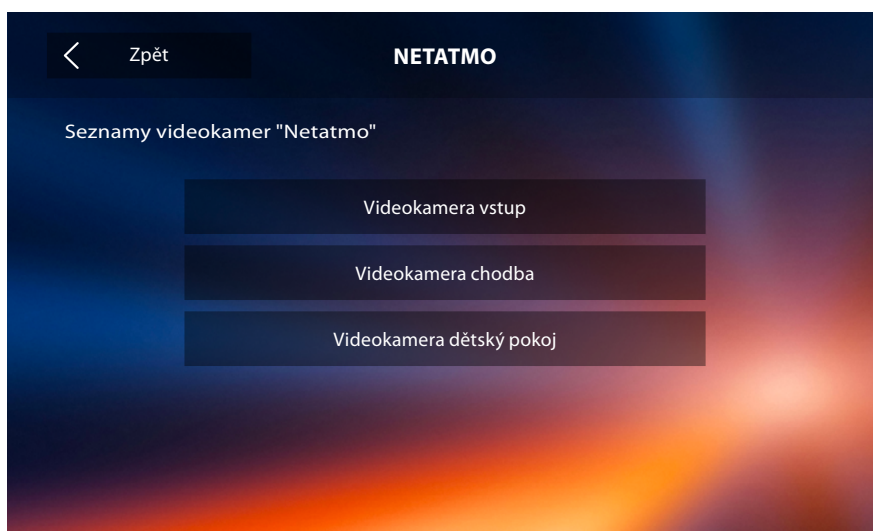 Zpět
NETATMO
Seznamy videokamer "Netatmo"
Videokamera vstup
Videokamera chodba
Videokamera dětský pokoj